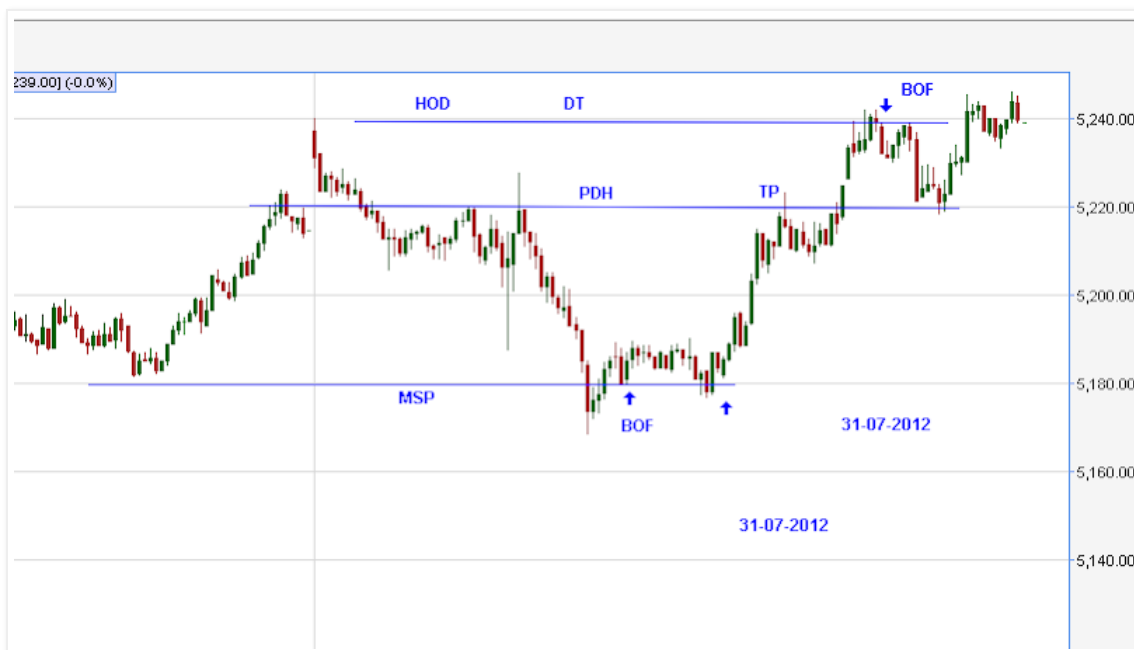 239.00] (-0.0%)
BOF
HOD DT
5,240.00
PDH TP
5,220.00
5,200.00
5,180.00
MSP
BOF
31-07-2012
5,160.00
31-07-2012
5,140.00